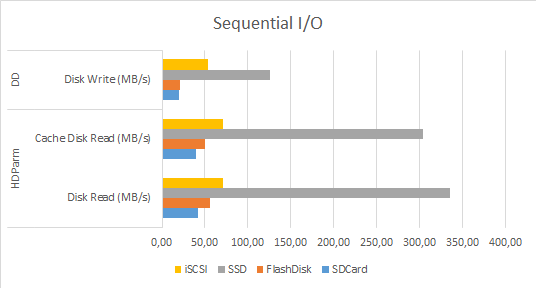 Sequential I/O
DD
Disk Write (MB/s)
HDParm
Cache Disk Read (MB/s)
Disk Read (MB/s)
0,00 50,00 100,00 150,00 200,00 250,00 300,00 350,00 400,00
iSCSI SSD FlashDisk SDCard